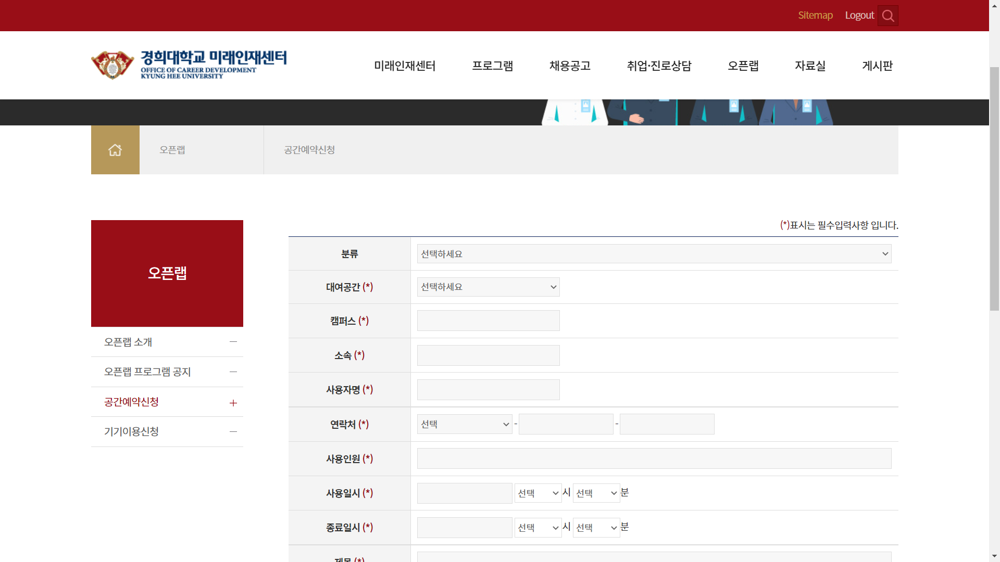 Sitemap Logout
경희대학교 미래인재센터
OFFICE OF CAREER DEVELOPMENT
KYUNG HEE UNIVERSITY
미래인재센터 프로그램 채용공고 취업·진로상담 오픈랩 자료실 게시판
오픈랩 공간예약신청
오픈랩
오픈랩 소개
오픈랩 프로그램 공지
공간예약신청
기기이용신청
(*)표시는 필수입력사항 입니다.
분류 선택하세요
대여공간 (*) 선택하세요
캠퍼스 (*)
소속 (*)
사용자명 (*)
연락처 (*) 선택 - -
사용인원 (*)
사용일시 (*) 선택 시 선택 분
종료일시 (*) 선택 시 선택 분
제목 (*)